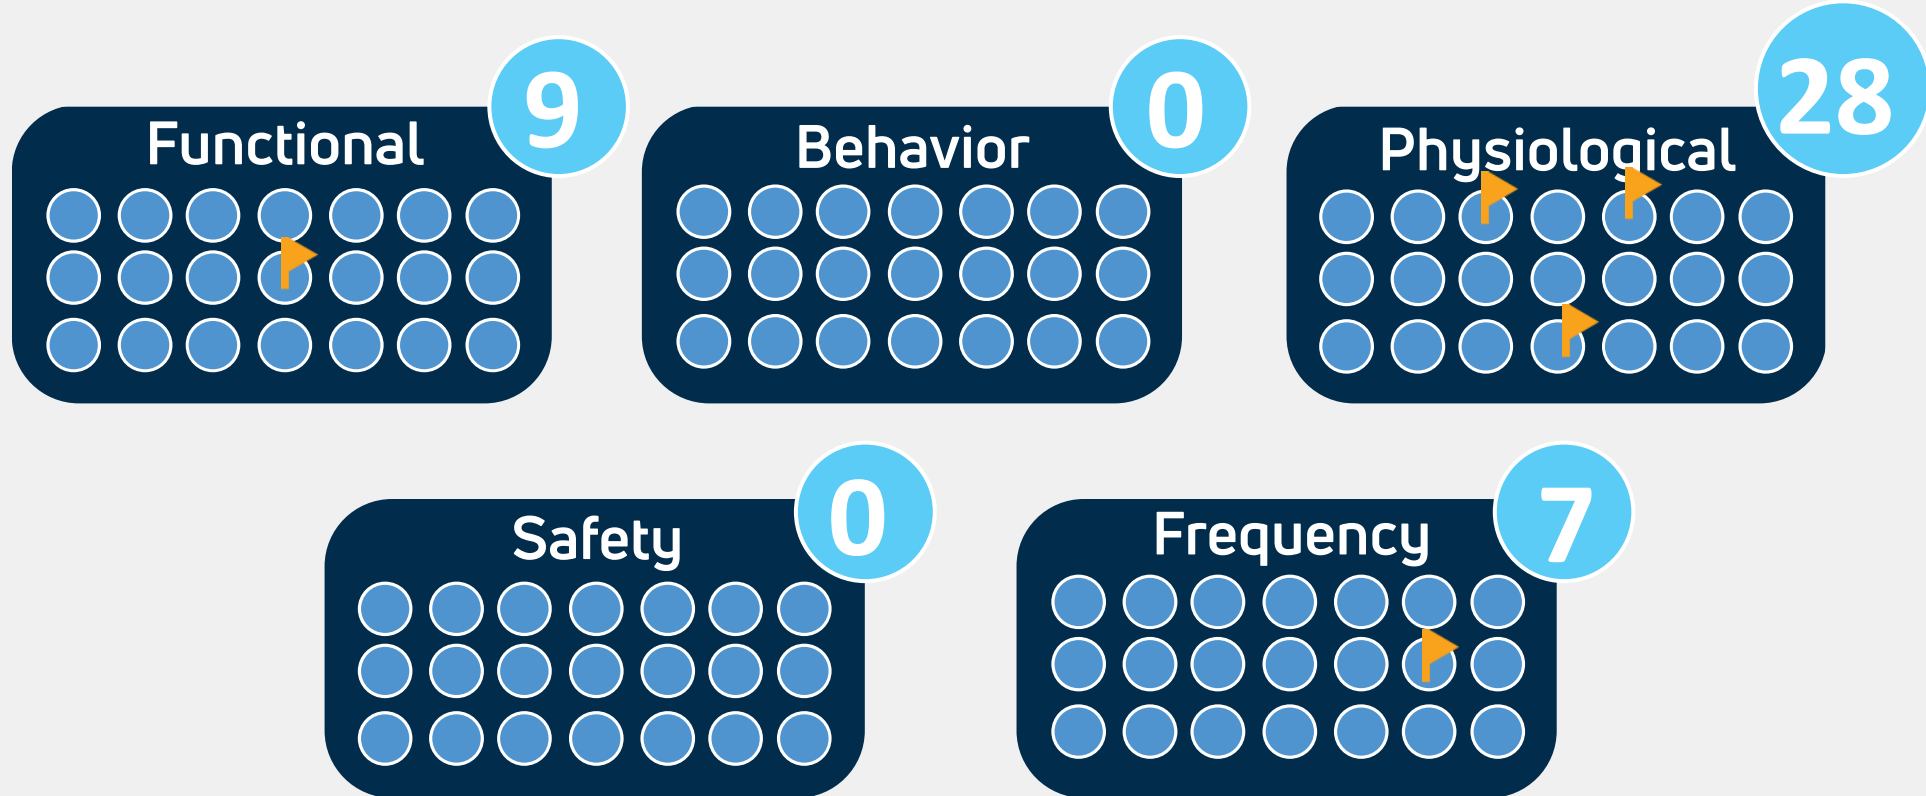 Functional
9
Behavior
0
Physiological
28
Safety
0
Frequency
7